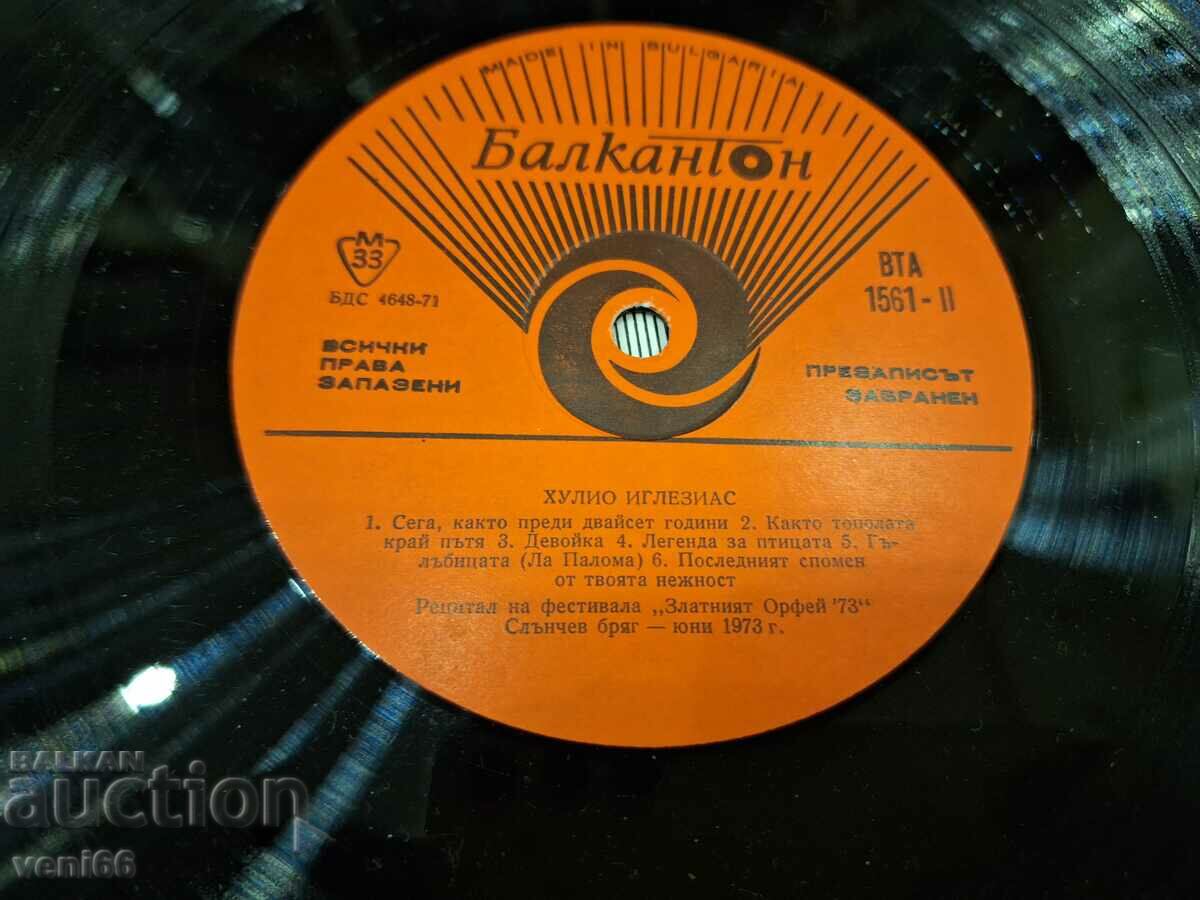 MADE IN BULGARIA
Балкантон
М
33
БДС 4648-71
ВТА
1561-II
ВСИЧКИ
ПРАВА
ЗАПАЗЕНИ
ПРЕЗАПИСЪТ
ЗАБРАНЕН
ХУЛИО ИГЛЕЗИАС
1. Сега, както преди двайсет години 2. Както тополата
край пътя 3. Девойка 4. Легенда за птицата 5. Гъ-
лъбицата (Ла Палома) 6. Последният спомен
от твоята нежност
Рецитал на фестивала „Златният Орфей '73“
Слънчев бряг — юни 1973 г.
BALKAN
auction
veni66